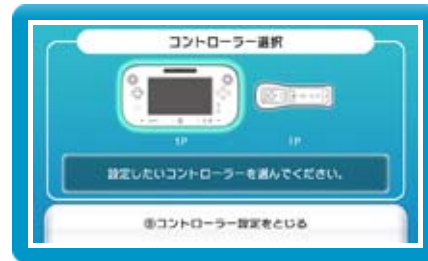 コントローラー選択
1P 1P
設定したいコントローラーを選んでください。
Ⓑコントローラー設定をとじる